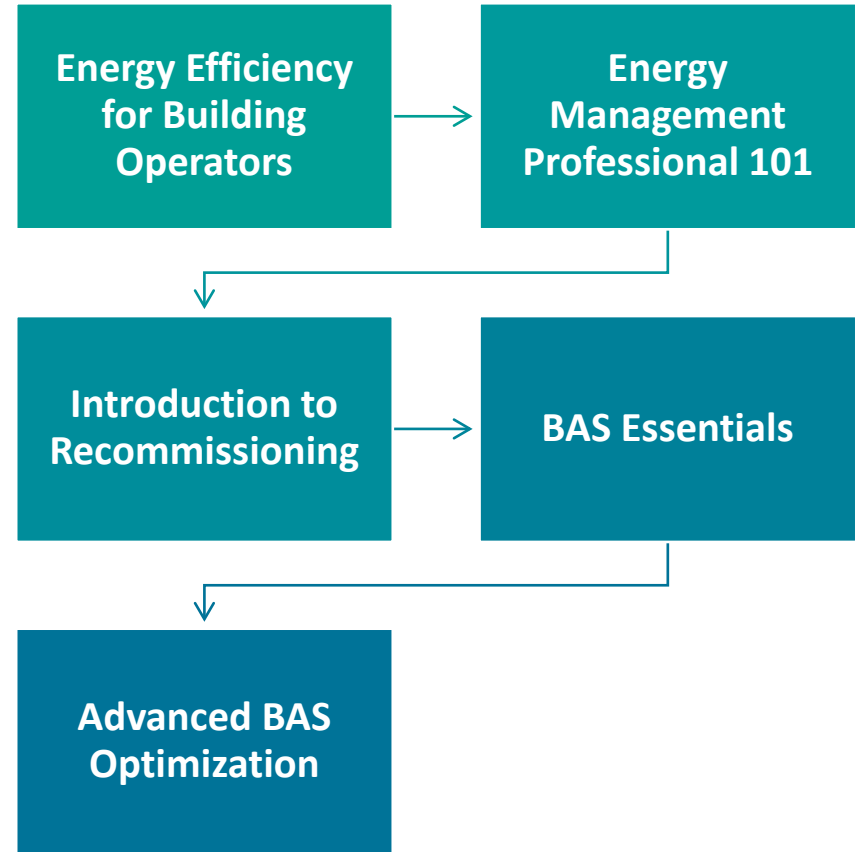 Energy Efficiency
for Building
Operators
Energy
Management
Professional 101
Introduction to
Recommissioning
BAS Essentials
Advanced BAS
Optimization